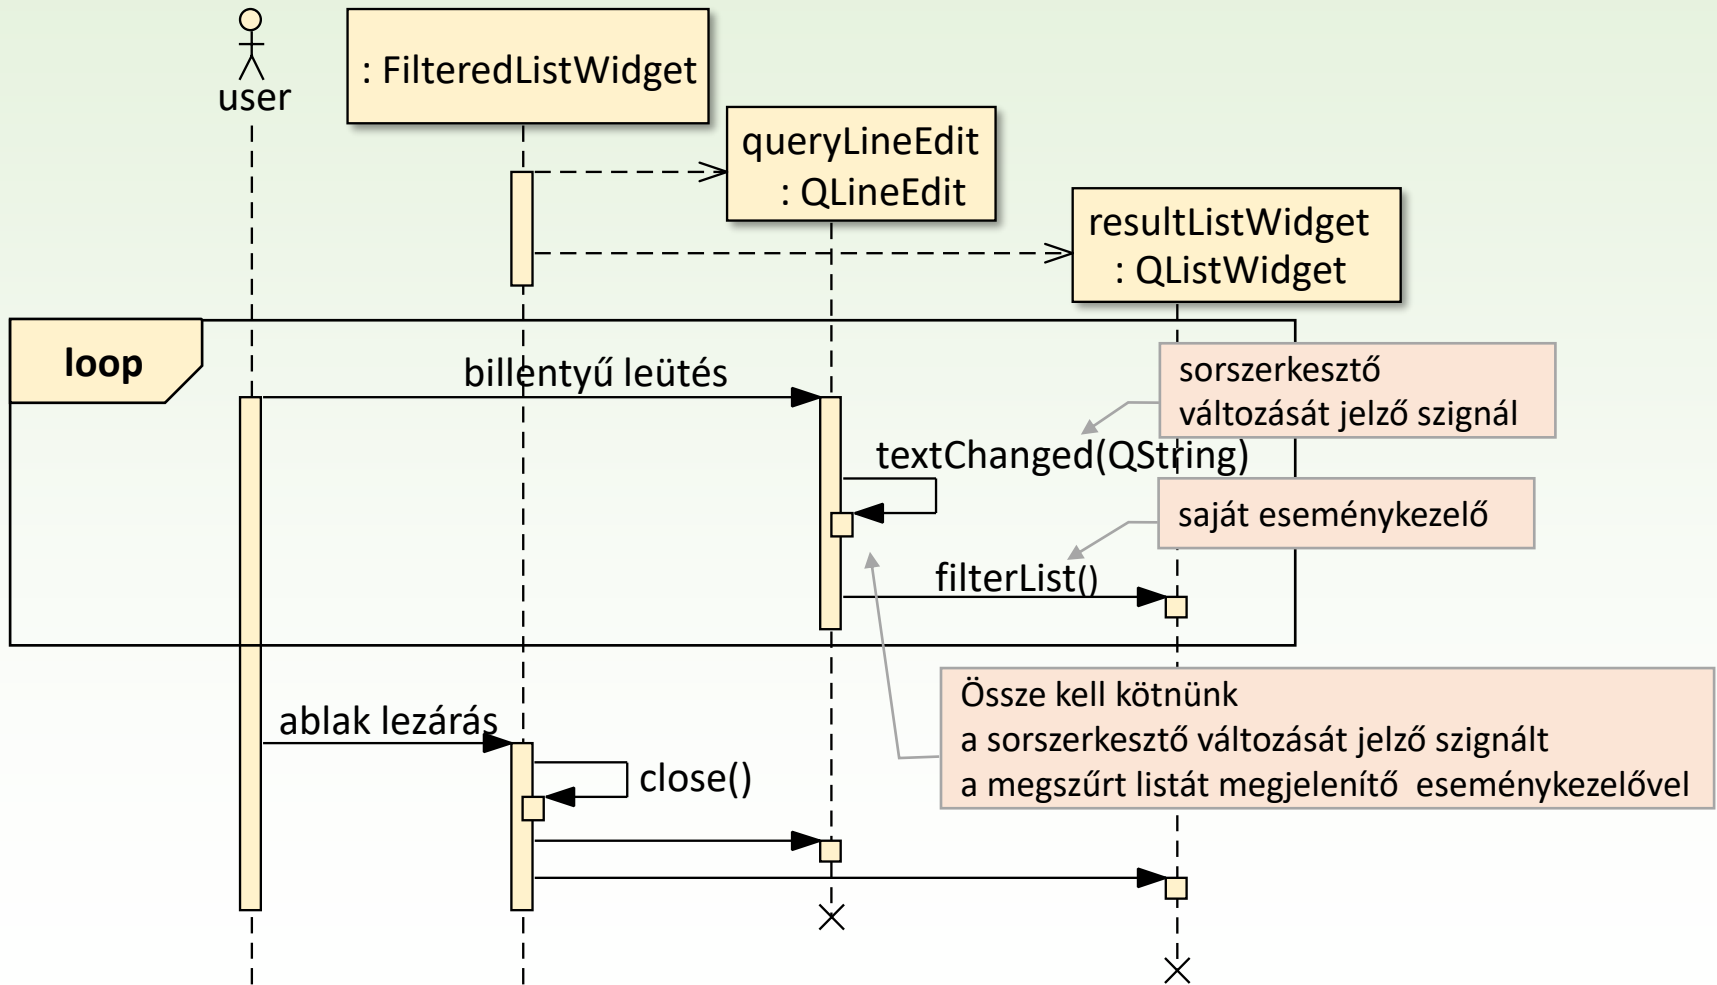 user
: FilteredListWidget
queryLineEdit
: QLineEdit
resultListWidget
: QListWidget
loop
billentyű leütés
sorszerkesztő
változását jelző szignál
textChanged(QString)
saját eseménykezelő
filterList()
Össze kell kötnünk
a sorszerkesztő változását jelző szignált
a megszűrt listát megjelenítő eseménykezelővel
ablak lezárás
close()